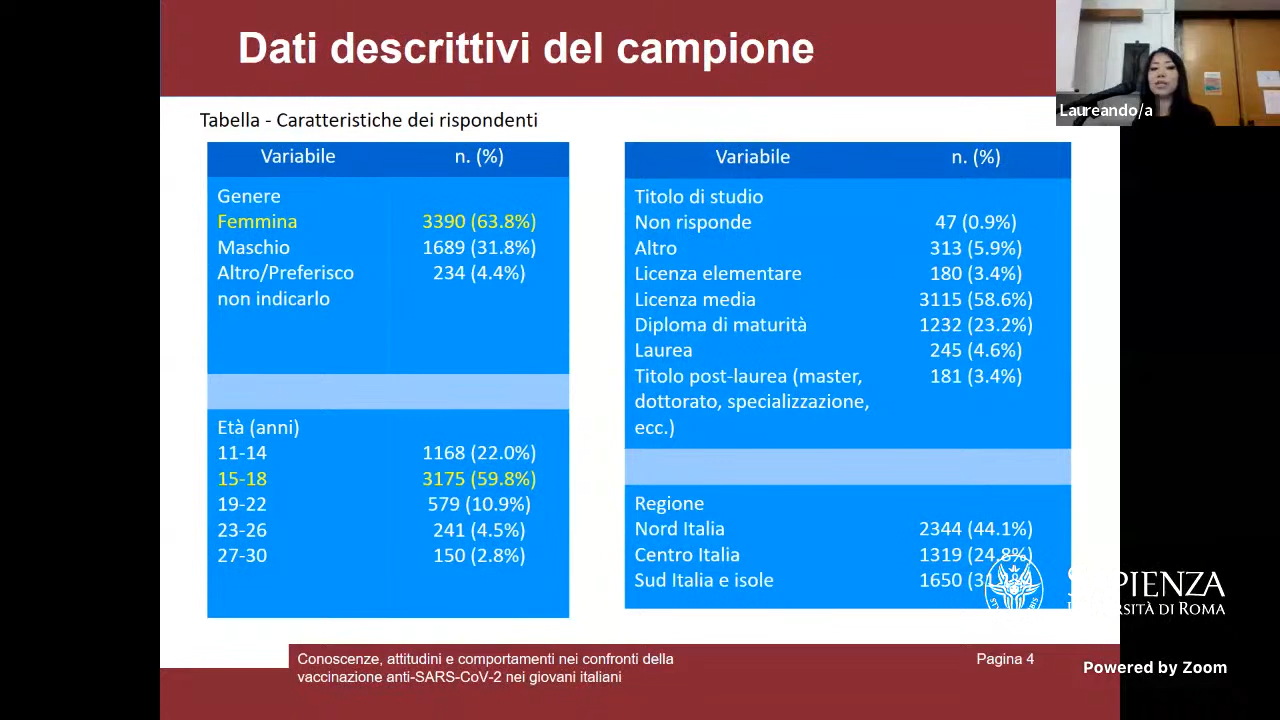 Dati descrittivi del campione
Laureando/a
Tabella - Caratteristiche dei rispondenti
Variabile n. (%)
Genere
Femmina 3390 (63.8%)
Maschio 1689 (31.8%)
Altro/Preferisco 234 (4.4%)
non indicarlo
Età (anni)
11-14 1168 (22.0%)
15-18 3175 (59.8%)
19-22 579 (10.9%)
23-26 241 (4.5%)
27-30 150 (2.8%)
Variabile n. (%)
Titolo di studio
Non risponde 47 (0.9%)
Altro 313 (5.9%)
Licenza elementare 180 (3.4%)
Licenza media 3115 (58.6%)
Diploma di maturità 1232 (23.2%)
Laurea 245 (4.6%)
Titolo post-laurea (master, 181 (3.4%)
dottorato, specializzazione,
ecc.)
Regione
Nord Italia 2344 (44.1%)
Centro Italia 1319 (24.8%)
Sud Italia e isole 1650
SAPIENZA
UNIVERSITÀ DI ROMA
Conoscenze, attitudini e comportamenti nei confronti della
vaccinazione anti-SARS-CoV-2 nei giovani italiani
Pagina 4
Powered by Zoom